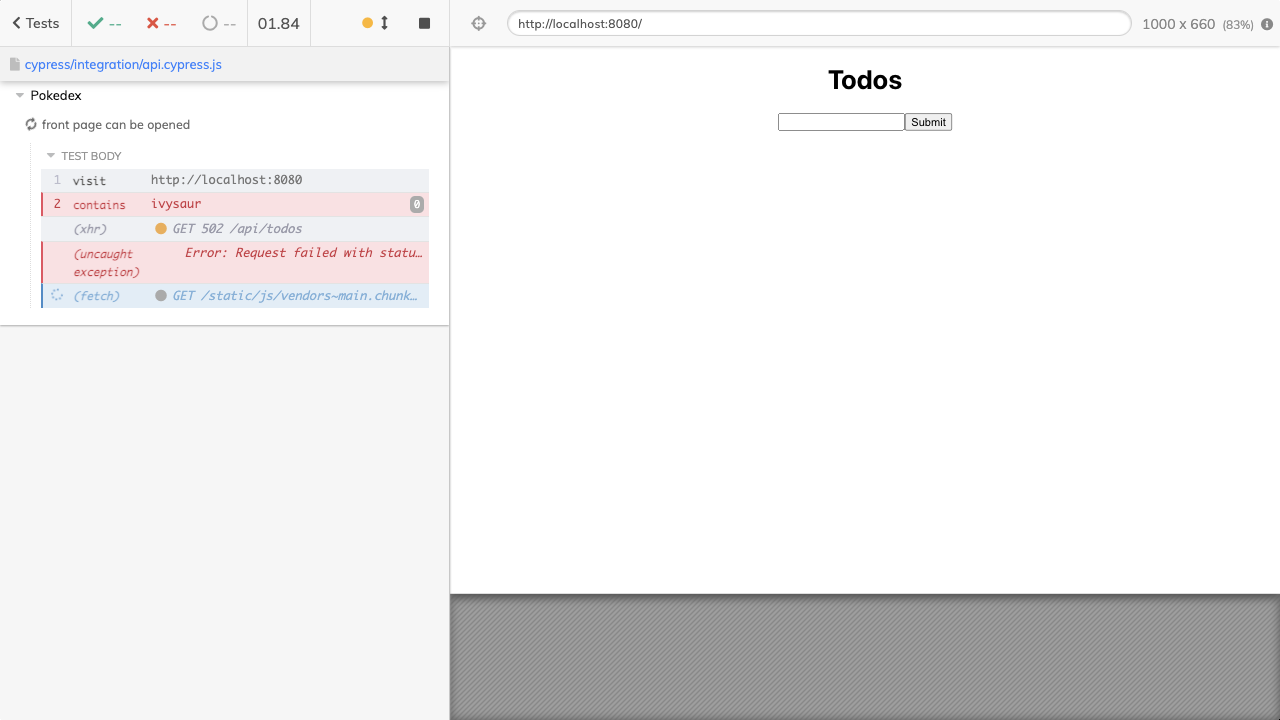 Tests -- -- -- 01.84
http://localhost:8080/ 1000 x 660 (83%)
cypress/integration/api.cypress.js
Pokedex
front page can be opened
TEST BODY
1 visit http://localhost:8080
2 contains ivysaur 0
(xhr) GET 502 /api/todos
(uncaught exception) Error: Request failed with statu…
(fetch) GET /static/js/vendors~main.chunk…
Todos
Submit